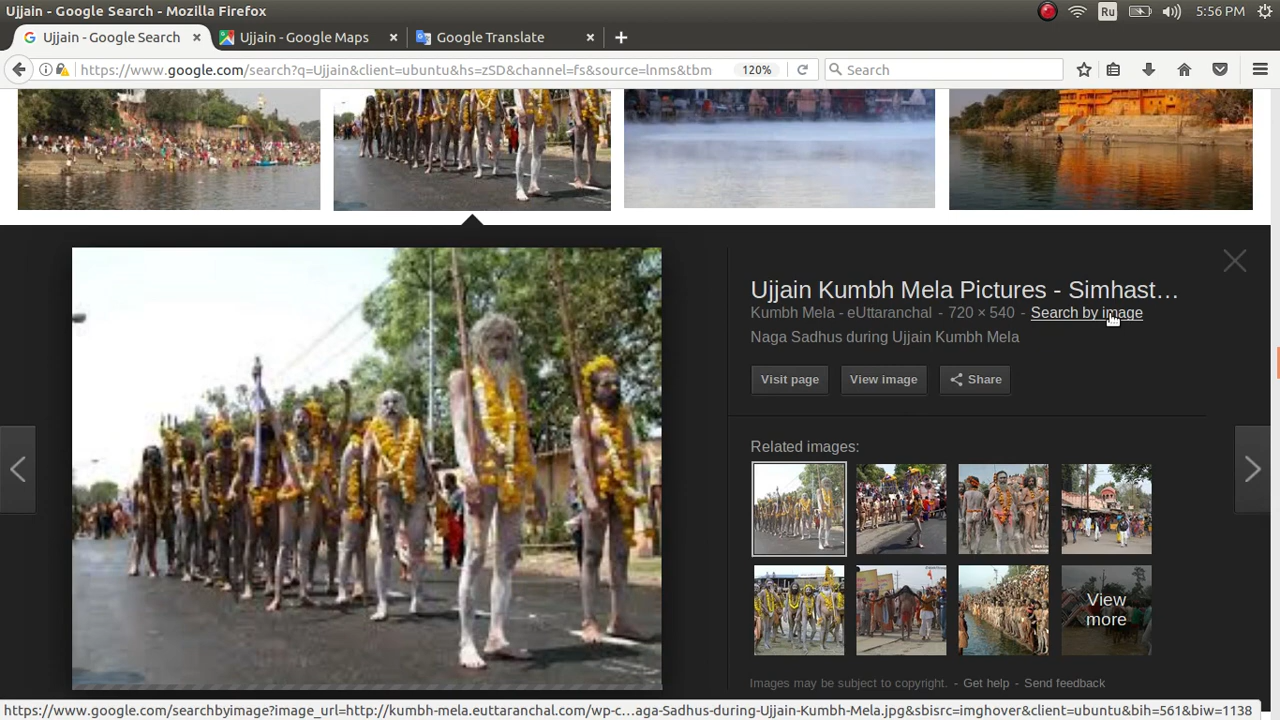 Ujjain - Google Search - Mozilla Firefox
Ru
5:56 PM
Ujjain - Google Search
Ujjain - Google Maps
Google Translate
https://www.google.com/search?q=Ujjain&client=ubuntu&hs=zSD&channel=fs&source=lnms&tbm
120%
Search
Ujjain Kumbh Mela Pictures - Simhast…
Kumbh Mela - eUttaranchal - 720 × 540 - Search by image
Naga Sadhus during Ujjain Kumbh Mela
Visit page
View image
Share
Related images:
View more
Images may be subject to copyright. - Get help - Send feedback
https://www.google.com/searchbyimage?image_url=http://kumbh-mela.euttaranchal.com/wp-c…aga-Sadhus-during-Ujjain-Kumbh-Mela.jpg&sbisrc=imghover&client=ubuntu&bih=561&biw=1138